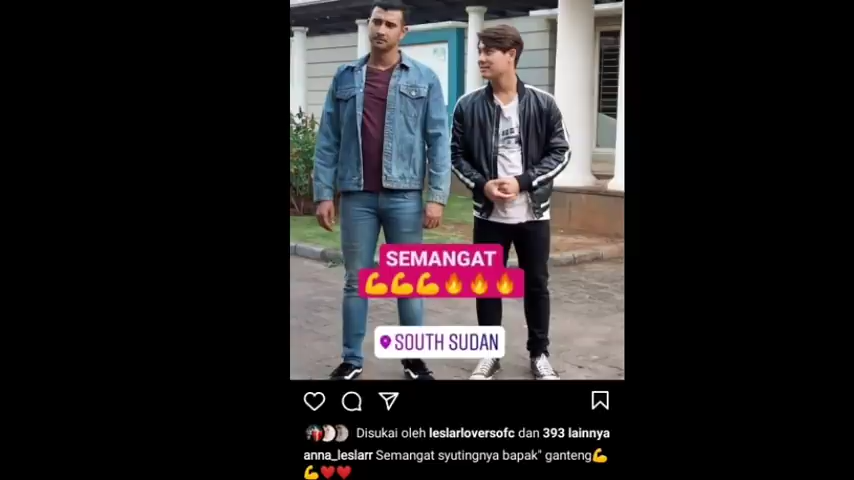 SEMANGAT
💪💪💪🔥🔥🔥
SOUTH SUDAN
Disukai oleh leslarloversofc dan 393 lainnya
anna_leslarr Semangat syutingnya bapak" ganteng💪
💪❤️❤️